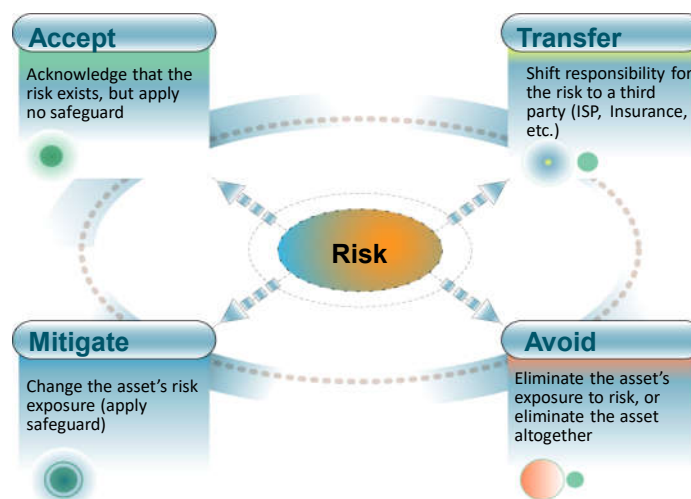 Accept
Acknowledge that the
risk exists, but apply
no safeguard
Transfer
Shift responsibility for
the risk to a third
party (ISP, Insurance,
etc.)
Risk
Mitigate
Change the asset’s risk
exposure (apply
safeguard)
Avoid
Eliminate the asset’s
exposure to risk, or
eliminate the asset
altogether